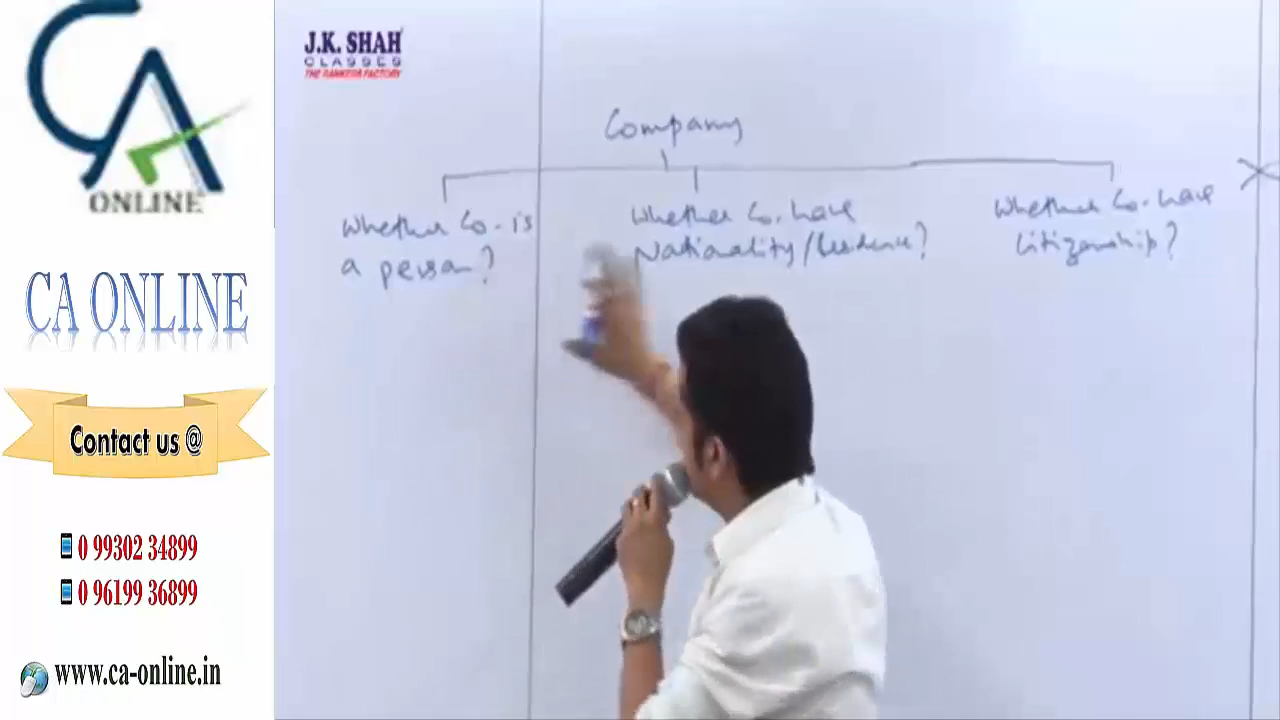 CA
ONLINE
CA ONLINE
Contact us @
0 99302 34899
0 96199 36899
www.ca-online.in
J.K. SHAH
CLASSES
THE RANKERS FACTORY
Company
Whether Co. is
a person?
Whether Co. have
Nationality/Residence?
Whether Co. have
Citizenship?